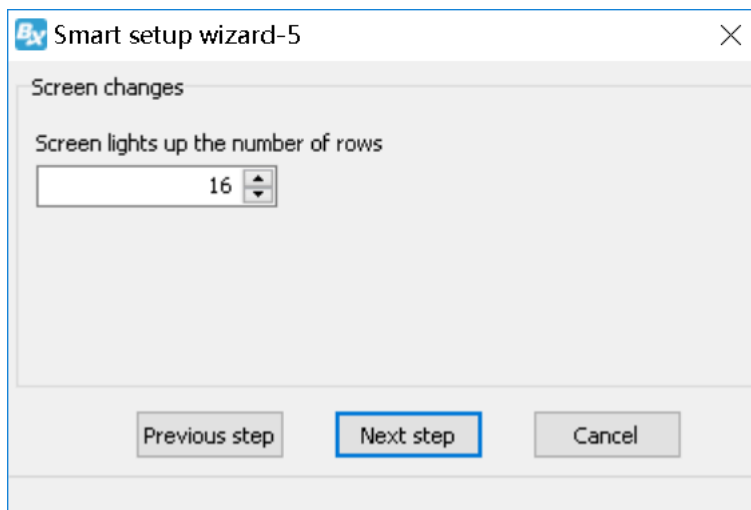 BX Smart setup wizard-5
Screen changes
Screen lights up the number of rows
16
Previous step Next step Cancel